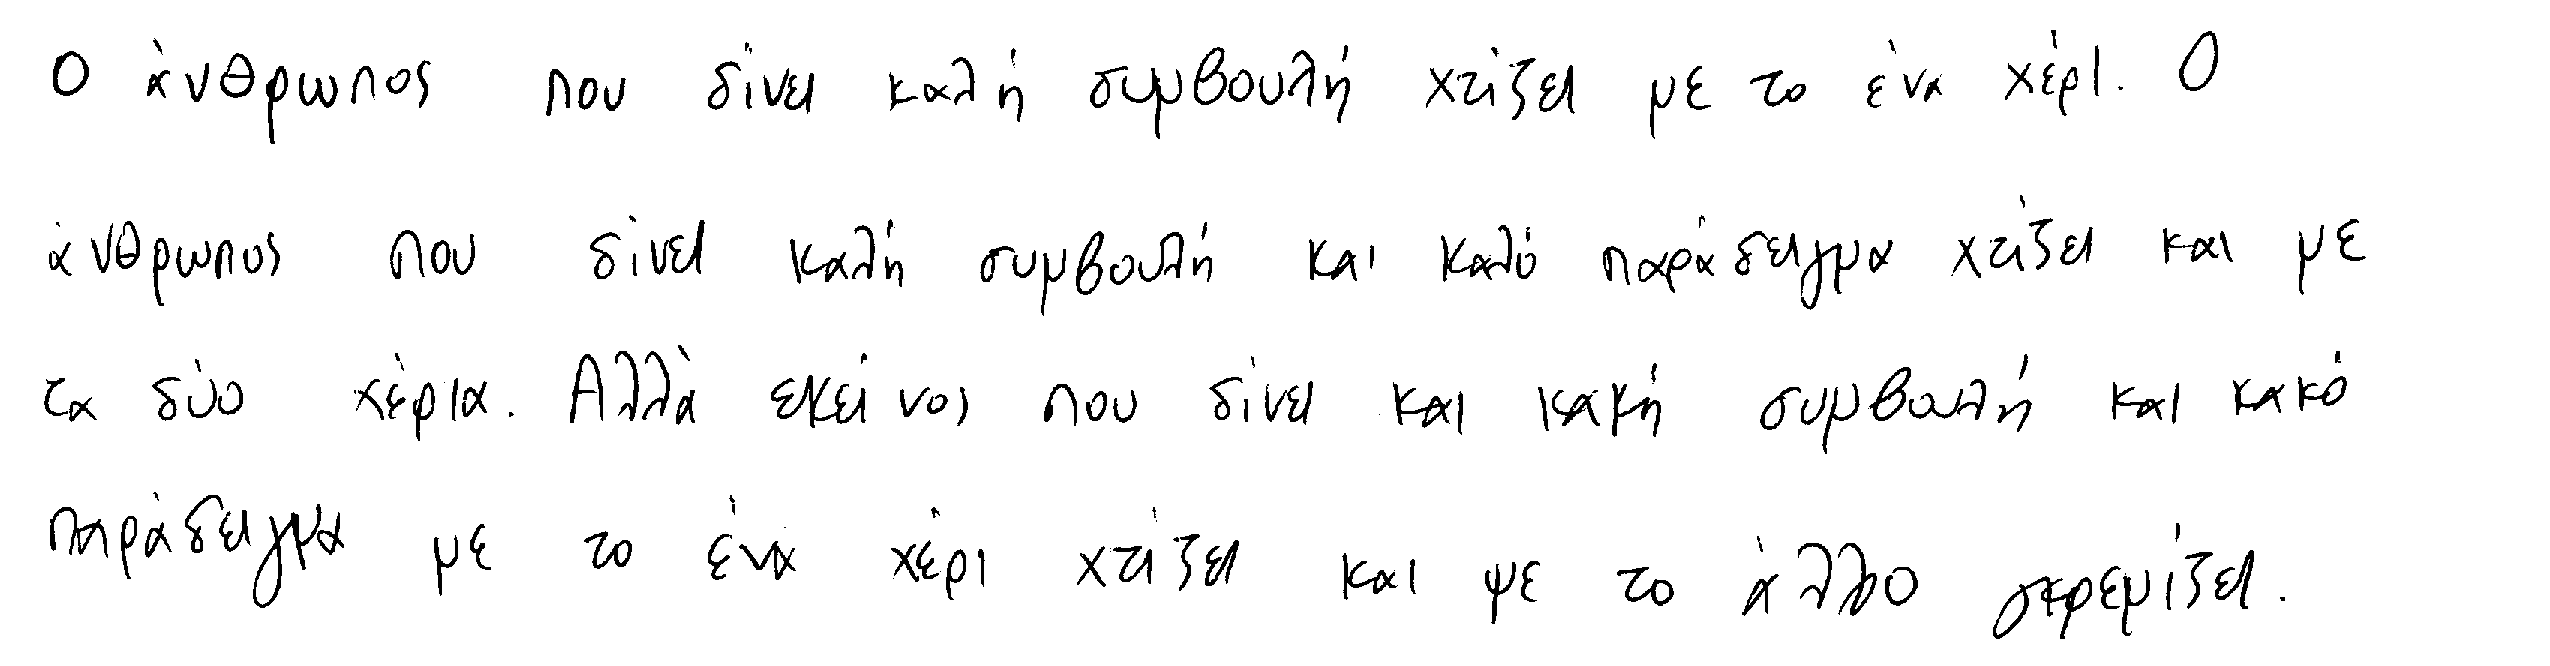 Ο άνθρωπος που δίνει καλή συμβουλή χτίζει με το ένα χέρι. Ο
άνθρωπος που δίνει καλή συμβουλή και καλό παράδειγμα χτίζει και με
τα δύο χέρια. Αλλά εκείνος που δίνει και κακή συμβουλή και κακό
παράδειγμα με το ένα χέρι χτίζει και με το άλλο γκρεμίζει.